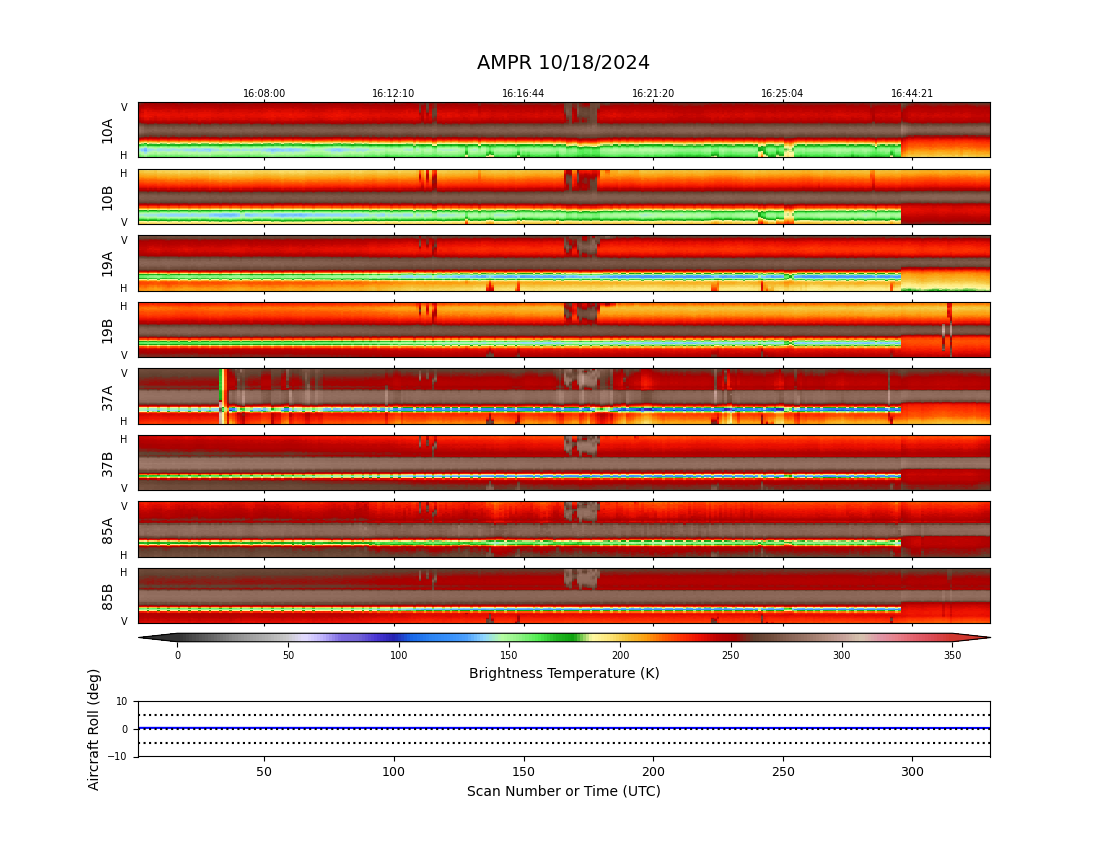 AMPR 10/18/2024
16:08:00 16:12:10 16:16:44 16:21:20 16:25:04 16:44:21
V
10A
H
H
10B
V
V
19A
H
H
19B
V
V
37A
H
H
37B
V
V
85A
H
H
85B
V
0 50 100 150 200 250 300 350
Brightness Temperature (K)
Aircraft Roll (deg)
10
0
−10
50 100 150 200 250 300
Scan Number or Time (UTC)